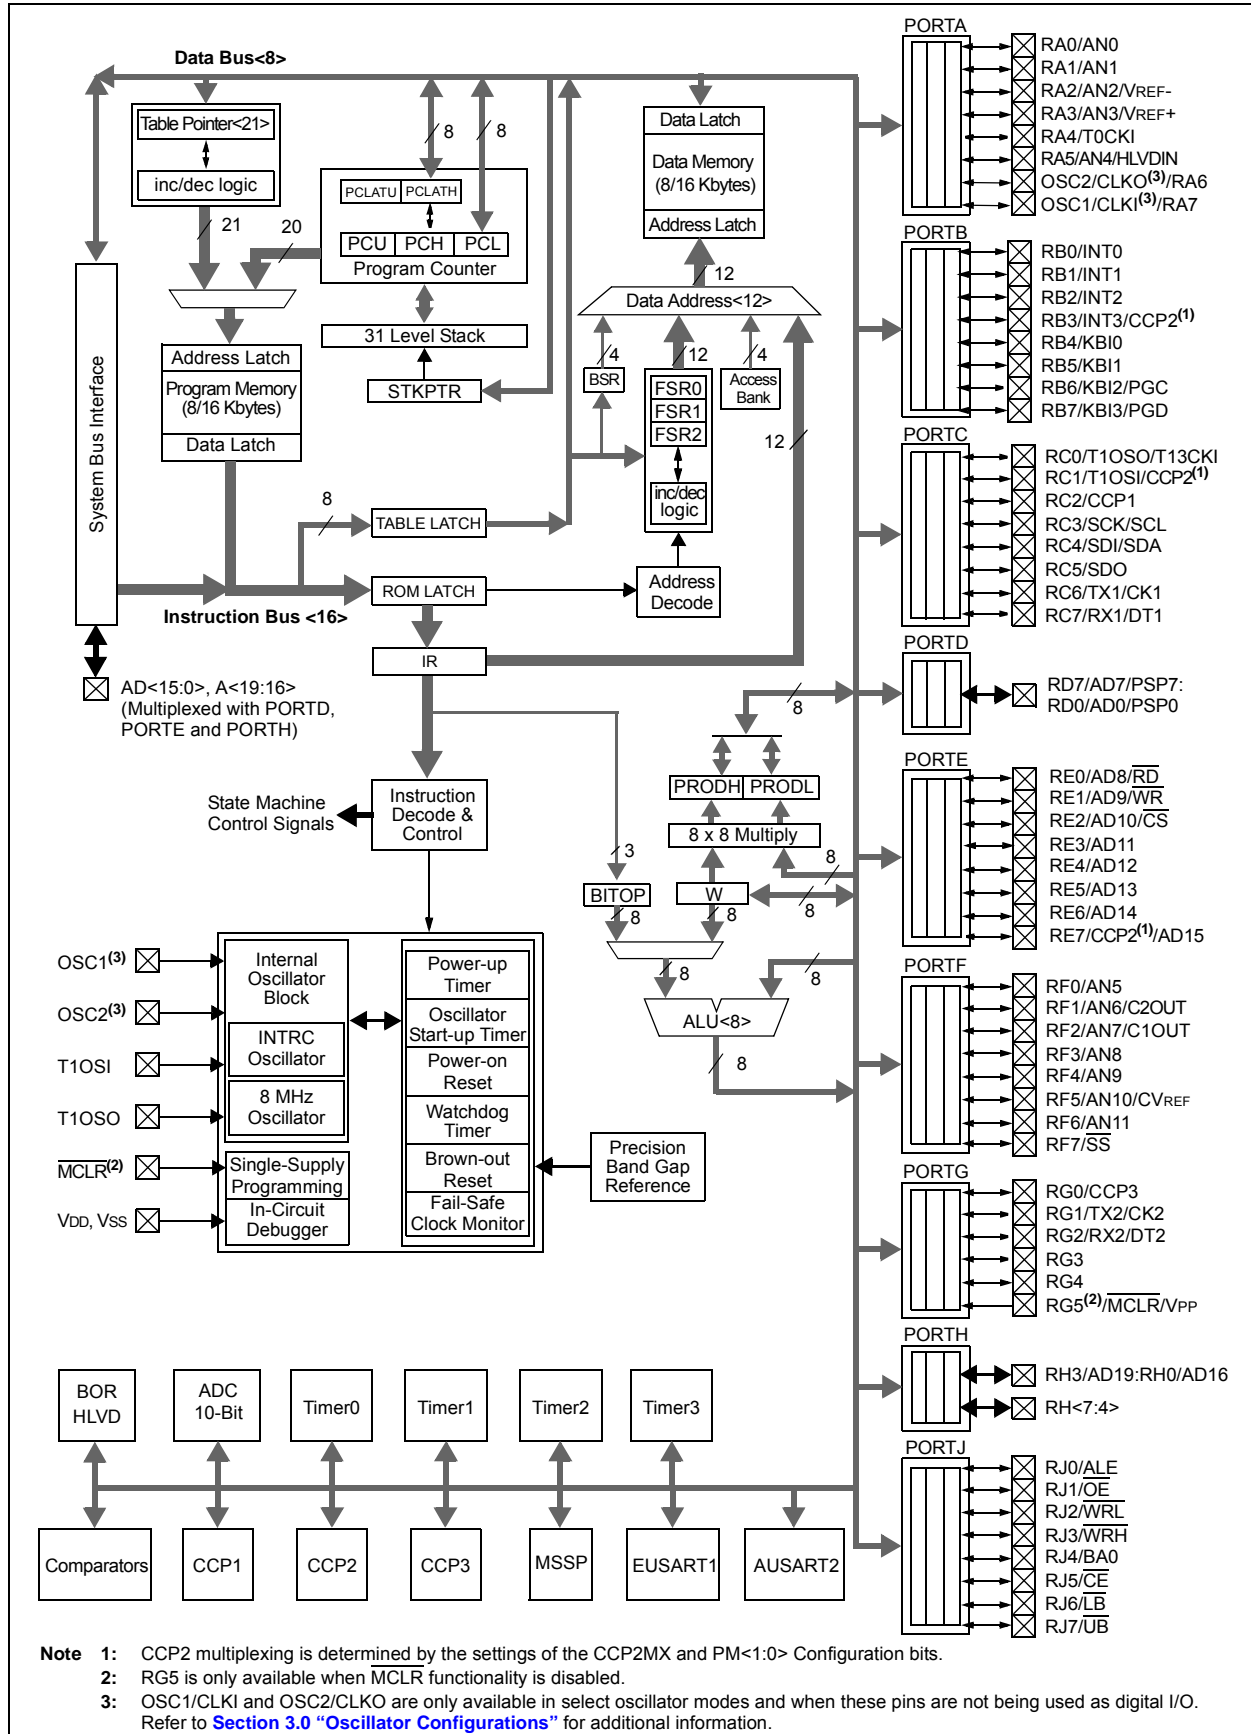 Data Bus<8>
Table Pointer<21>
inc/dec logic
21
20
8
8
PCLATU PCLATH
PCU PCH PCL
Program Counter
31 Level Stack
STKPTR
Data Latch
Data Memory
(8/16 Kbytes)
Address Latch
12
Data Address<12>
4
12
4
BSR
FSR0
FSR1
FSR2
inc/dec
logic
Access
Bank
12
System Bus Interface
Address Latch
Program Memory
(8/16 Kbytes)
Data Latch
8
TABLE LATCH
ROM LATCH
Instruction Bus <16>
Address
Decode
IR
AD<15:0>, A<19:16>
(Multiplexed with PORTD,
PORTE and PORTH)
8
PRODH PRODL
8 x 8 Multiply
8
3
BITOP
W
8
8
8
8
8
ALU<8>
8
State Machine
Control Signals
Instruction
Decode &
Control
OSC1(3)
OSC2(3)
T1OSI
T1OSO
MCLR(2)
VDD, VSS
Internal
Oscillator
Block
INTRC
Oscillator
8 MHz
Oscillator
Single-Supply
Programming
In-Circuit
Debugger
Power-up
Timer
Oscillator
Start-up Timer
Power-on
Reset
Watchdog
Timer
Brown-out
Reset
Fail-Safe
Clock Monitor
Precision
Band Gap
Reference
BOR
HLVD
ADC
10-Bit
Timer0
Timer1
Timer2
Timer3
Comparators
CCP1
CCP2
CCP3
MSSP
EUSART1
AUSART2
PORTA
RA0/AN0
RA1/AN1
RA2/AN2/VREF-
RA3/AN3/VREF+
RA4/T0CKI
RA5/AN4/HLVDIN
OSC2/CLKO(3)/RA6
OSC1/CLKI(3)/RA7
PORTB
RB0/INT0
RB1/INT1
RB2/INT2
RB3/INT3/CCP2(1)
RB4/KBI0
RB5/KBI1
RB6/KBI2/PGC
RB7/KBI3/PGD
PORTC
RC0/T1OSO/T13CKI
RC1/T1OSI/CCP2(1)
RC2/CCP1
RC3/SCK/SCL
RC4/SDI/SDA
RC5/SDO
RC6/TX1/CK1
RC7/RX1/DT1
PORTD
RD7/AD7/PSP7:
RD0/AD0/PSP0
PORTE
RE0/AD8/RD
RE1/AD9/WR
RE2/AD10/CS
RE3/AD11
RE4/AD12
RE5/AD13
RE6/AD14
RE7/CCP2(1)/AD15
PORTF
RF0/AN5
RF1/AN6/C2OUT
RF2/AN7/C1OUT
RF3/AN8
RF4/AN9
RF5/AN10/CVREF
RF6/AN11
RF7/SS
PORTG
RG0/CCP3
RG1/TX2/CK2
RG2/RX2/DT2
RG3
RG4
RG5(2)/MCLR/VPP
PORTH
RH3/AD19:RH0/AD16
RH<7:4>
PORTJ
RJ0/ALE
RJ1/OE
RJ2/WRL
RJ3/WRH
RJ4/BA0
RJ5/CE
RJ6/LB
RJ7/UB
Note 1: CCP2 multiplexing is determined by the settings of the CCP2MX and PM<1:0> Configuration bits.
2: RG5 is only available when MCLR functionality is disabled.
3: OSC1/CLKI and OSC2/CLKO are only available in select oscillator modes and when these pins are not being used as digital I/O.
Refer to Section 3.0 “Oscillator Configurations” for additional information.